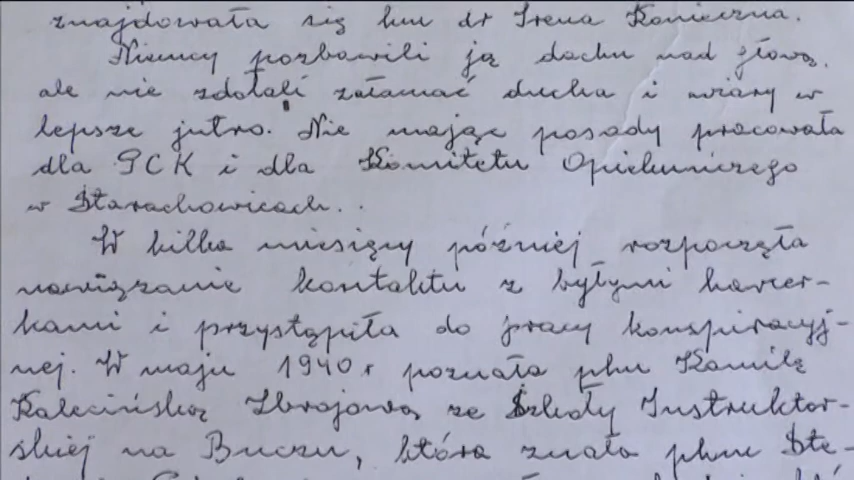 znajdowała się hm dr Irena Konieczna.
Niemcy pozbawili ją dachu nad głową,
ale nie zdołali załamać ducha i wiary w
lepsze jutro. Nie mając posady pracowała
dla PCK i dla Komitetu Opiekuńczego
w Starachowicach.
W kilka miesięcy później rozpoczęła
nawiązanie kontaktu z byłymi harcer-
kami i przystąpiła do pracy konspiracyj-
nej. W maju 1940 r poznała phm Kamilę
Kalecińską Zbrojową ze Szkoły Instruktor-
skiej na Buczu, która znała phm Ste-